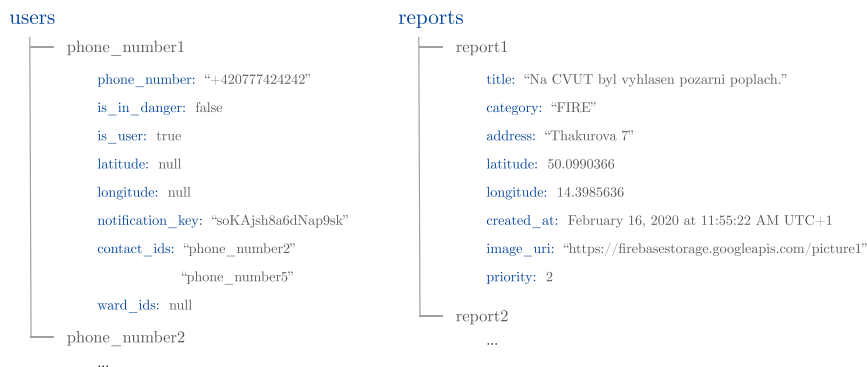 users
phone_number1
phone_number: “+420777424242”
is_in_danger: false
is_user: true
latitude: null
longitude: null
notification_key: “soKAjsh8a6dNap9sk”
contact_ids: “phone_number2”
“phone_number5”
ward_ids: null
phone_number2
...
reports
report1
title: “Na CVUT byl vyhlasen pozarni poplach.”
category: “FIRE”
address: “Thakurova 7”
latitude: 50.0990366
longitude: 14.3985636
created_at: February 16, 2020 at 11:55:22 AM UTC+1
image_uri: “https://firebasestorage.googleapis.com/picture1”
priority: 2
report2
...